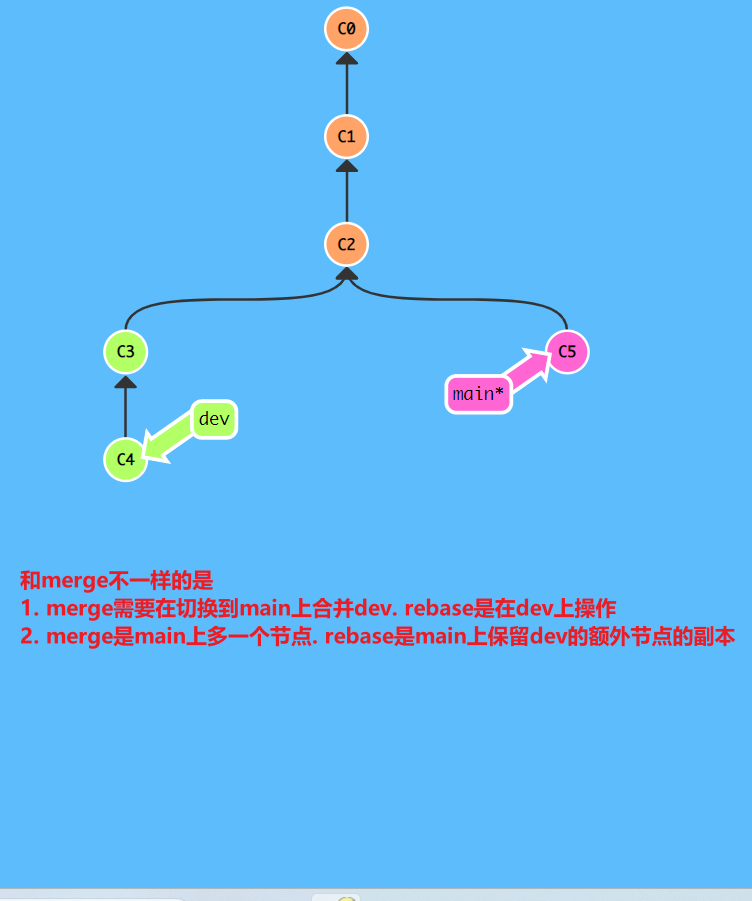 C0
C1
C2
C3
C5
main*
dev
C4
和merge不一样的是
1. merge需要在切换到main上合并dev. rebase是在dev上操作
2. merge是main上多一个节点. rebase是main上保留dev的额外节点的副本